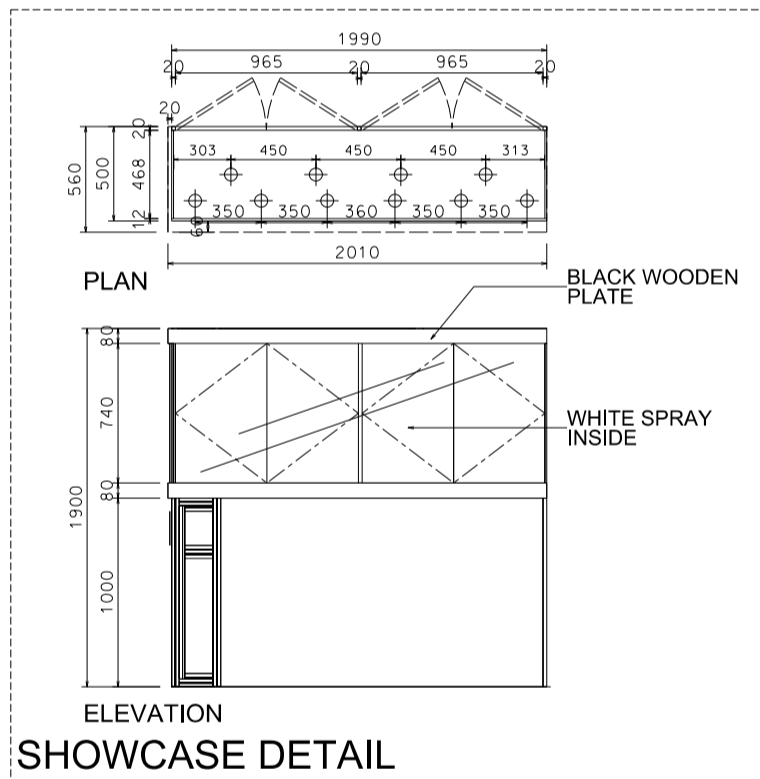 1990
20 965 20 965 20
20
20
303 450 450 450 313
560 500 468
350 350 360 350 350
12 60
2010
PLAN
BLACK WOODEN
PLATE
80
740
WHITE SPRAY
INSIDE
80
1900
1000
ELEVATION
SHOWCASE DETAIL